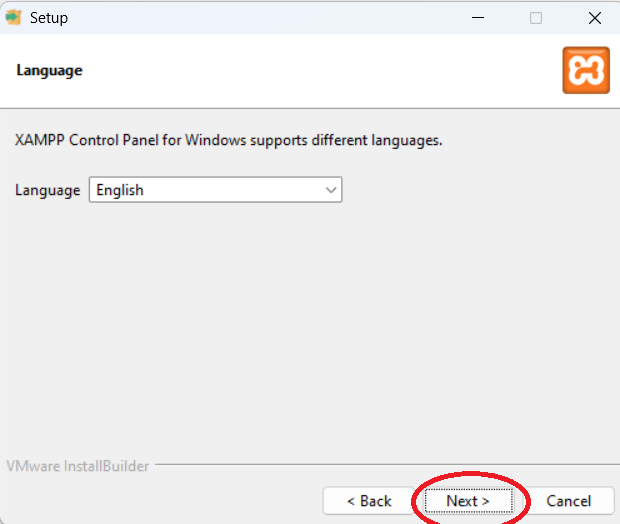 Setup
Language
XAMPP Control Panel for Windows supports different languages.
Language English
VMware InstallBuilder
< Back Next > Cancel